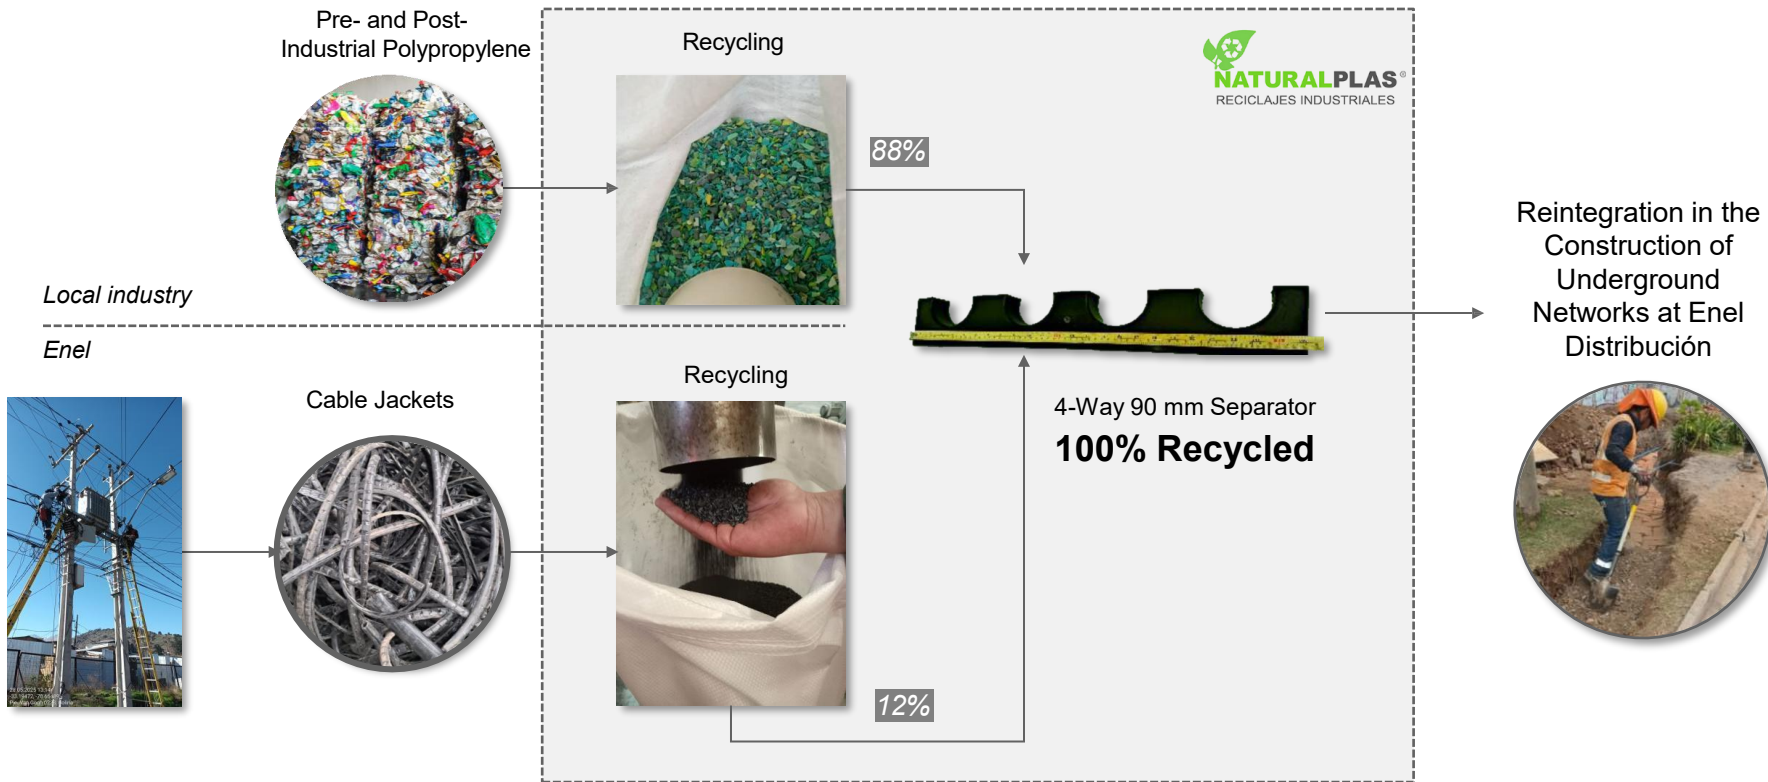 Pre- and Post-
Industrial Polypropylene
Recycling
NATURALPLAS®
RECICLAJES INDUSTRIALES
88%
Local industry
Enel
Cable Jackets
Recycling
4-Way 90 mm Separator
100% Recycled
12%
Reintegration in the
Construction of
Underground
Networks at Enel
Distribución